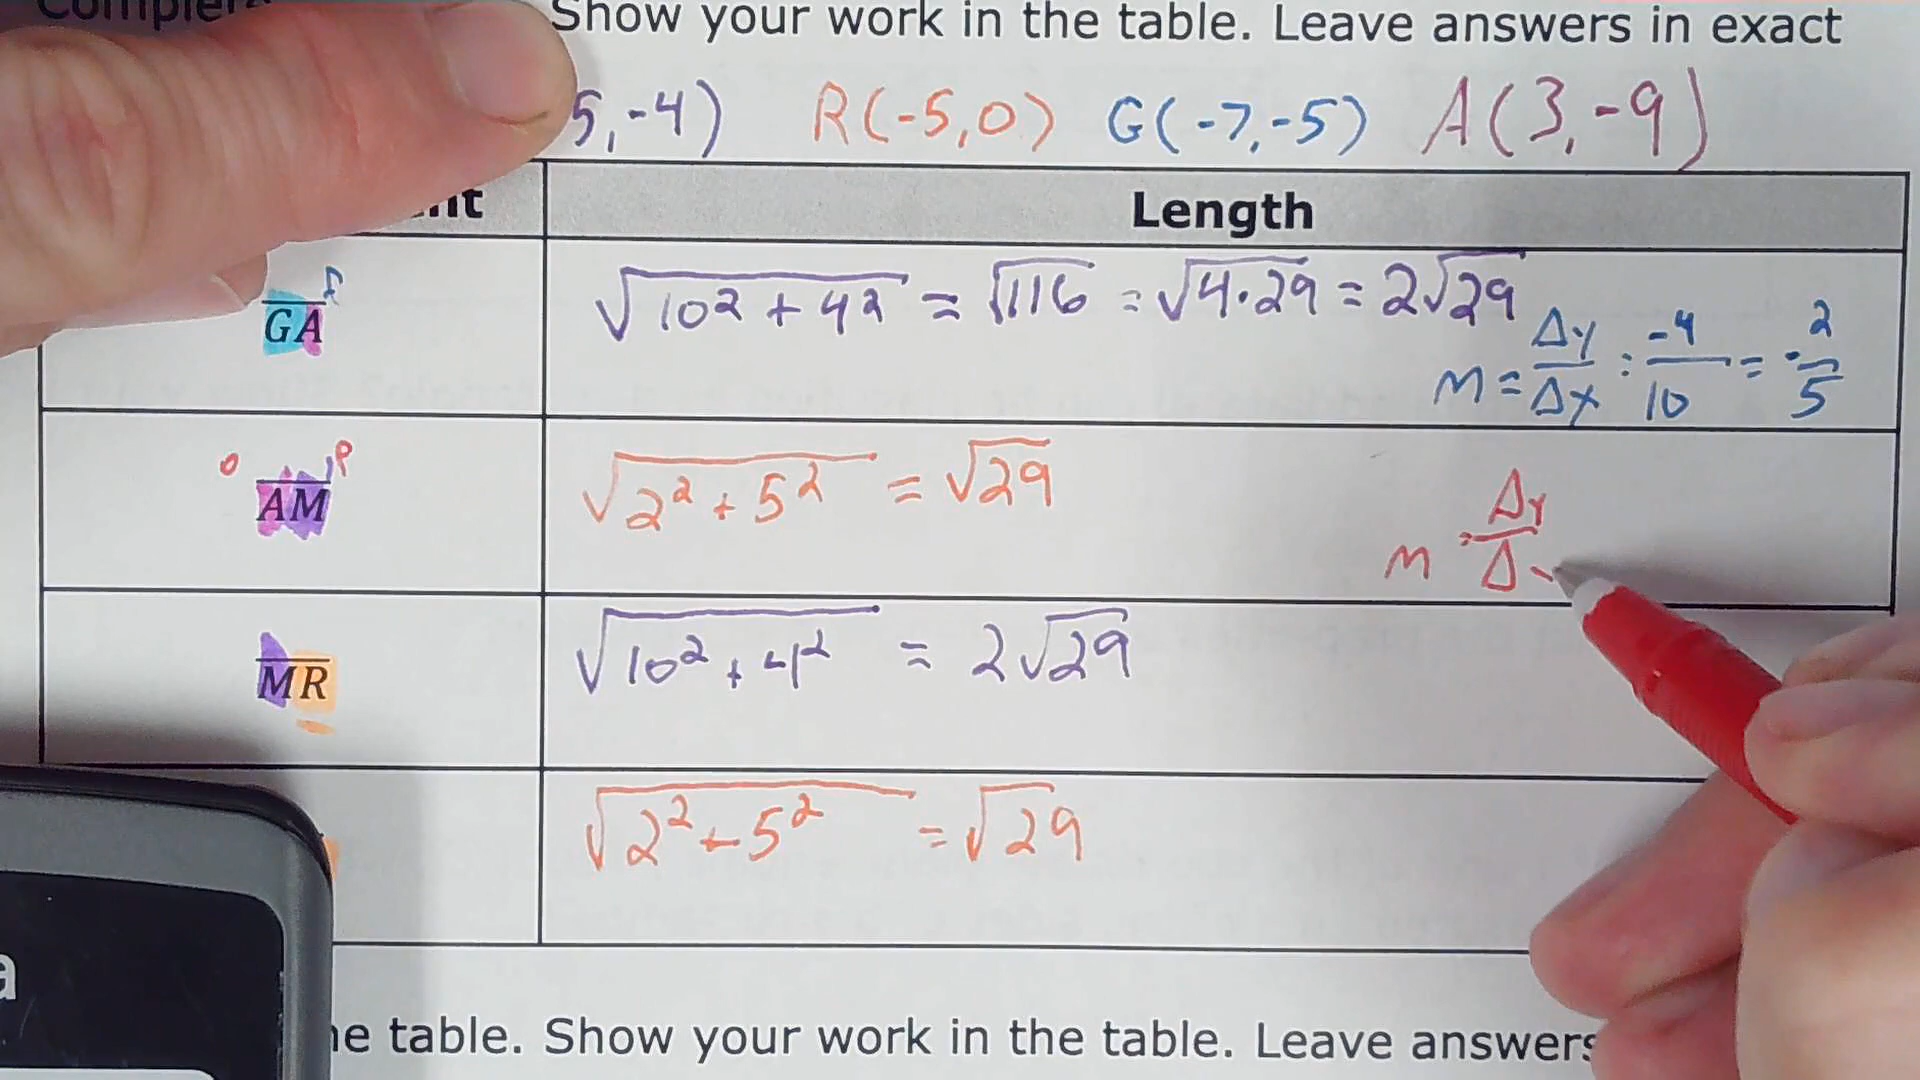 Show your work in the table. Leave answers in exact
5,-4) R(-5,0) G(-7,-5) A(3,-9)
Length
GA √(10² + 4²) = √116 = √4·29 = 2√29
m = Δy/Δx = -4/10 = -2/5
AM √(2² + 5²) = √29
m = Δy/Δ
MR √(10² + 4²) = 2√29
√(2² + 5²) = √29
a
table. Show your work in the table. Leave answers